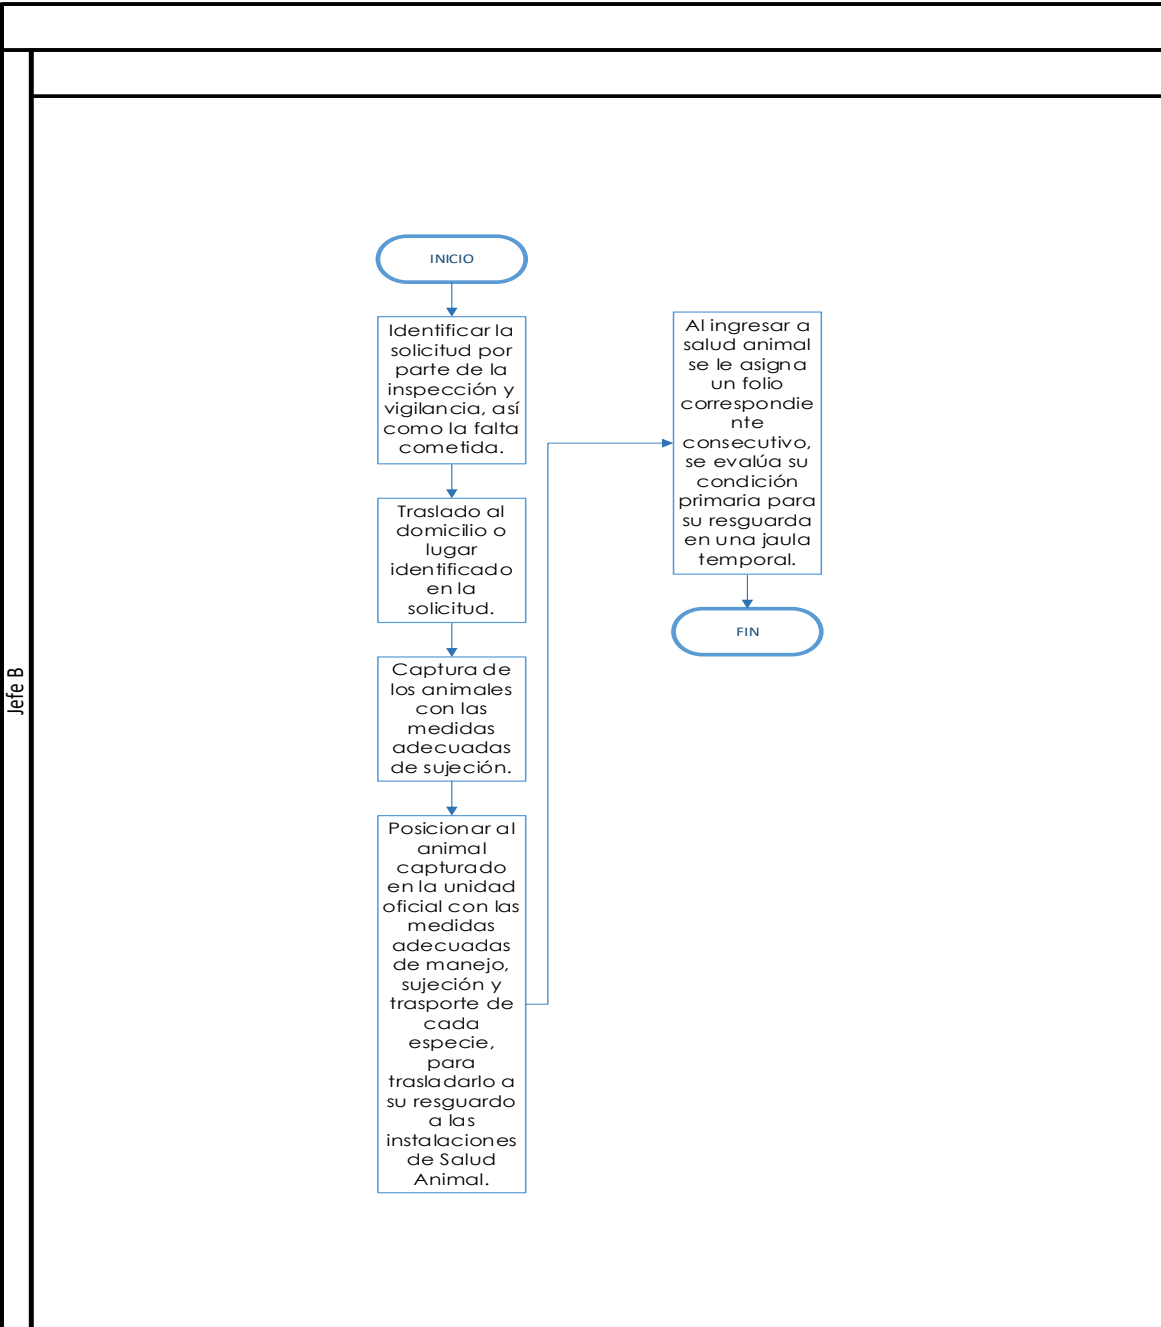 Jefe B
INICIO
Identificar la
solicitud por
parte de la
inspección y
vigilancia, así
como la falta
cometida.
Traslado al
domicilio o
lugar
identificado
en la
solicitud.
Captura de
los animales
con las
medidas
adecuadas
de sujeción.
Posicionar al
animal
capturado
en la unidad
oficial con las
medidas
adecuadas
de manejo,
sujeción y
trasporte de
cada
especie,
para
trasladarlo a
su resguardo
a las
instalaciones
de Salud
Animal.
Al ingresar a
salud animal
se le asigna
un folio
correspondie
nte
consecutivo,
se evalúa su
condición
primaria para
su resguarda
en una jaula
temporal.
FIN